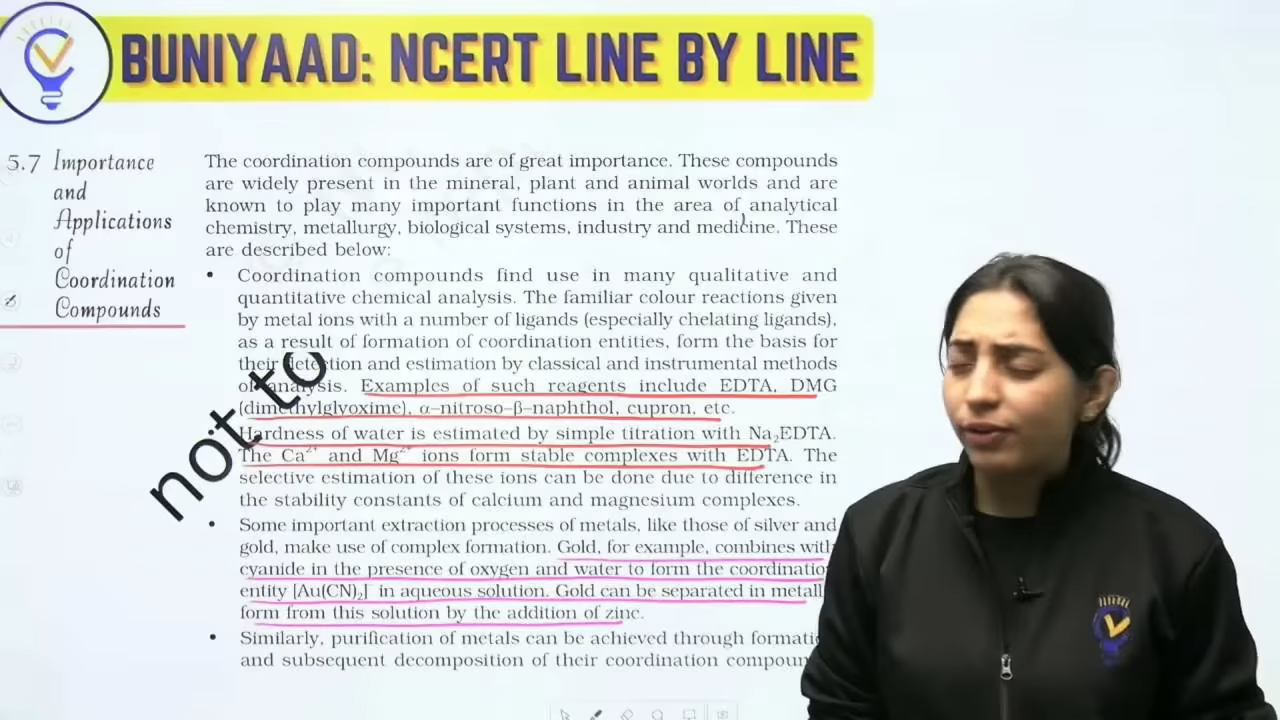 BUNIYAAD: NCERT LINE BY LINE
5.7 Importance
and
Applications
of
Coordination
Compounds
The coordination compounds are of great importance. These compounds
are widely present in the mineral, plant and animal worlds and are
known to play many important functions in the area of analytical
chemistry, metallurgy, biological systems, industry and medicine. These
are described below:
• Coordination compounds find use in many qualitative and
quantitative chemical analysis. The familiar colour reactions given
by metal ions with a number of ligands (especially chelating ligands),
as a result of formation of coordination entities, form the basis for
their detection and estimation by classical and instrumental methods
of analysis. Examples of such reagents include EDTA, DMG
(dimethylglyoxime), α–nitroso–β–naphthol, cupron, etc.
Hardness of water is estimated by simple titration with Na₂EDTA.
The Ca²⁺ and Mg²⁺ ions form stable complexes with EDTA. The
selective estimation of these ions can be done due to difference in
the stability constants of calcium and magnesium complexes.
• Some important extraction processes of metals, like those of silver and
gold, make use of complex formation. Gold, for example, combines with
cyanide in the presence of oxygen and water to form the coordination
entity [Au(CN)₂]⁻ in aqueous solution. Gold can be separated in metall
form from this solution by the addition of zinc.
• Similarly, purification of metals can be achieved through formatio
and subsequent decomposition of their coordination compoun
not to